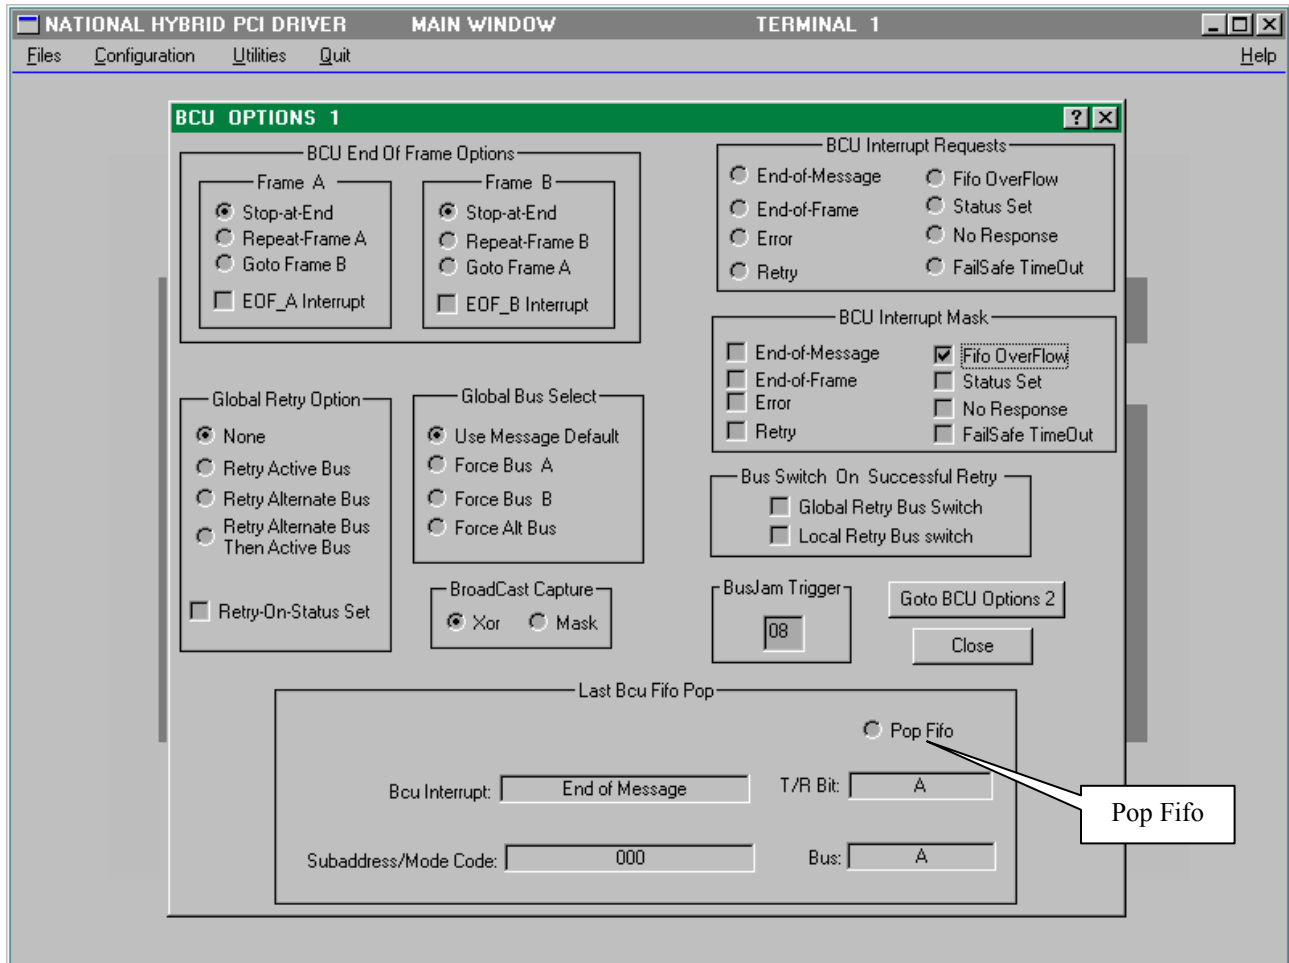 NATIONAL HYBRID PCI DRIVER MAIN WINDOW TERMINAL 1
Files Configuration Utilities Quit Help
BCU OPTIONS 1
BCU End Of Frame Options
Frame A
Stop-at-End
Repeat-Frame A
Goto Frame B
EOF_A Interrupt
Frame B
Stop-at-End
Repeat-Frame B
Goto Frame A
EOF_B Interrupt
BCU Interrupt Requests
End-of-Message
End-of-Frame
Error
Retry
Fifo OverFlow
Status Set
No Response
FailSafe TimeOut
BCU Interrupt Mask
End-of-Message
End-of-Frame
Error
Retry
Fifo OverFlow
Status Set
No Response
FailSafe TimeOut
Global Retry Option
None
Retry Active Bus
Retry Alternate Bus
Retry Alternate Bus
Then Active Bus
Retry-On-Status Set
Global Bus Select
Use Message Default
Force Bus A
Force Bus B
Force Alt Bus
BroadCast Capture
Xor Mask
Bus Switch On Successful Retry
Global Retry Bus Switch
Local Retry Bus switch
BusJam Trigger
08
Goto BCU Options 2
Close
Last Bcu Fifo Pop
Pop Fifo
Bcu Interrupt: End of Message T/R Bit: A
Subaddress/Mode Code: 000 Bus: A
Pop Fifo